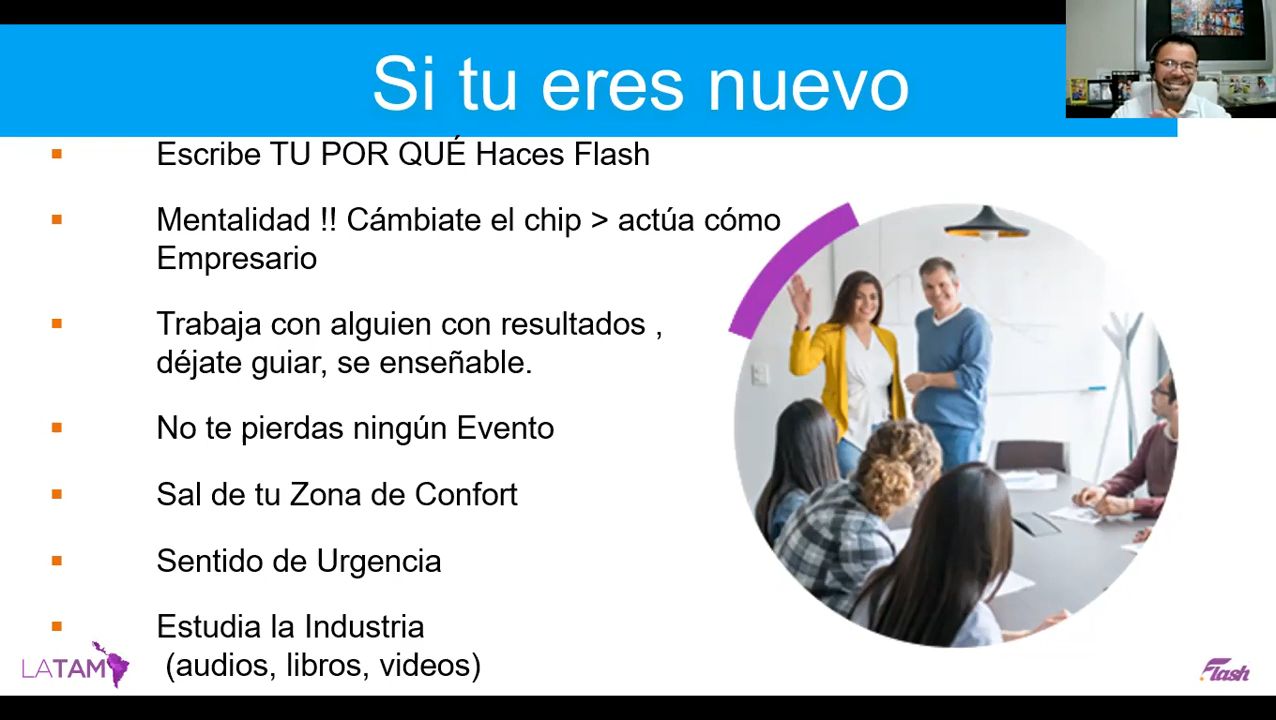 Si tu eres nuevo
Escribe TU POR QUÉ Haces Flash
Mentalidad !! Cámbiate el chip > actúa cómo
Empresario
Trabaja con alguien con resultados ,
déjate guiar, se enseñable.
No te pierdas ningún Evento
Sal de tu Zona de Confort
Sentido de Urgencia
Estudia la Industria
(audios, libros, videos)
LATAM
Flash